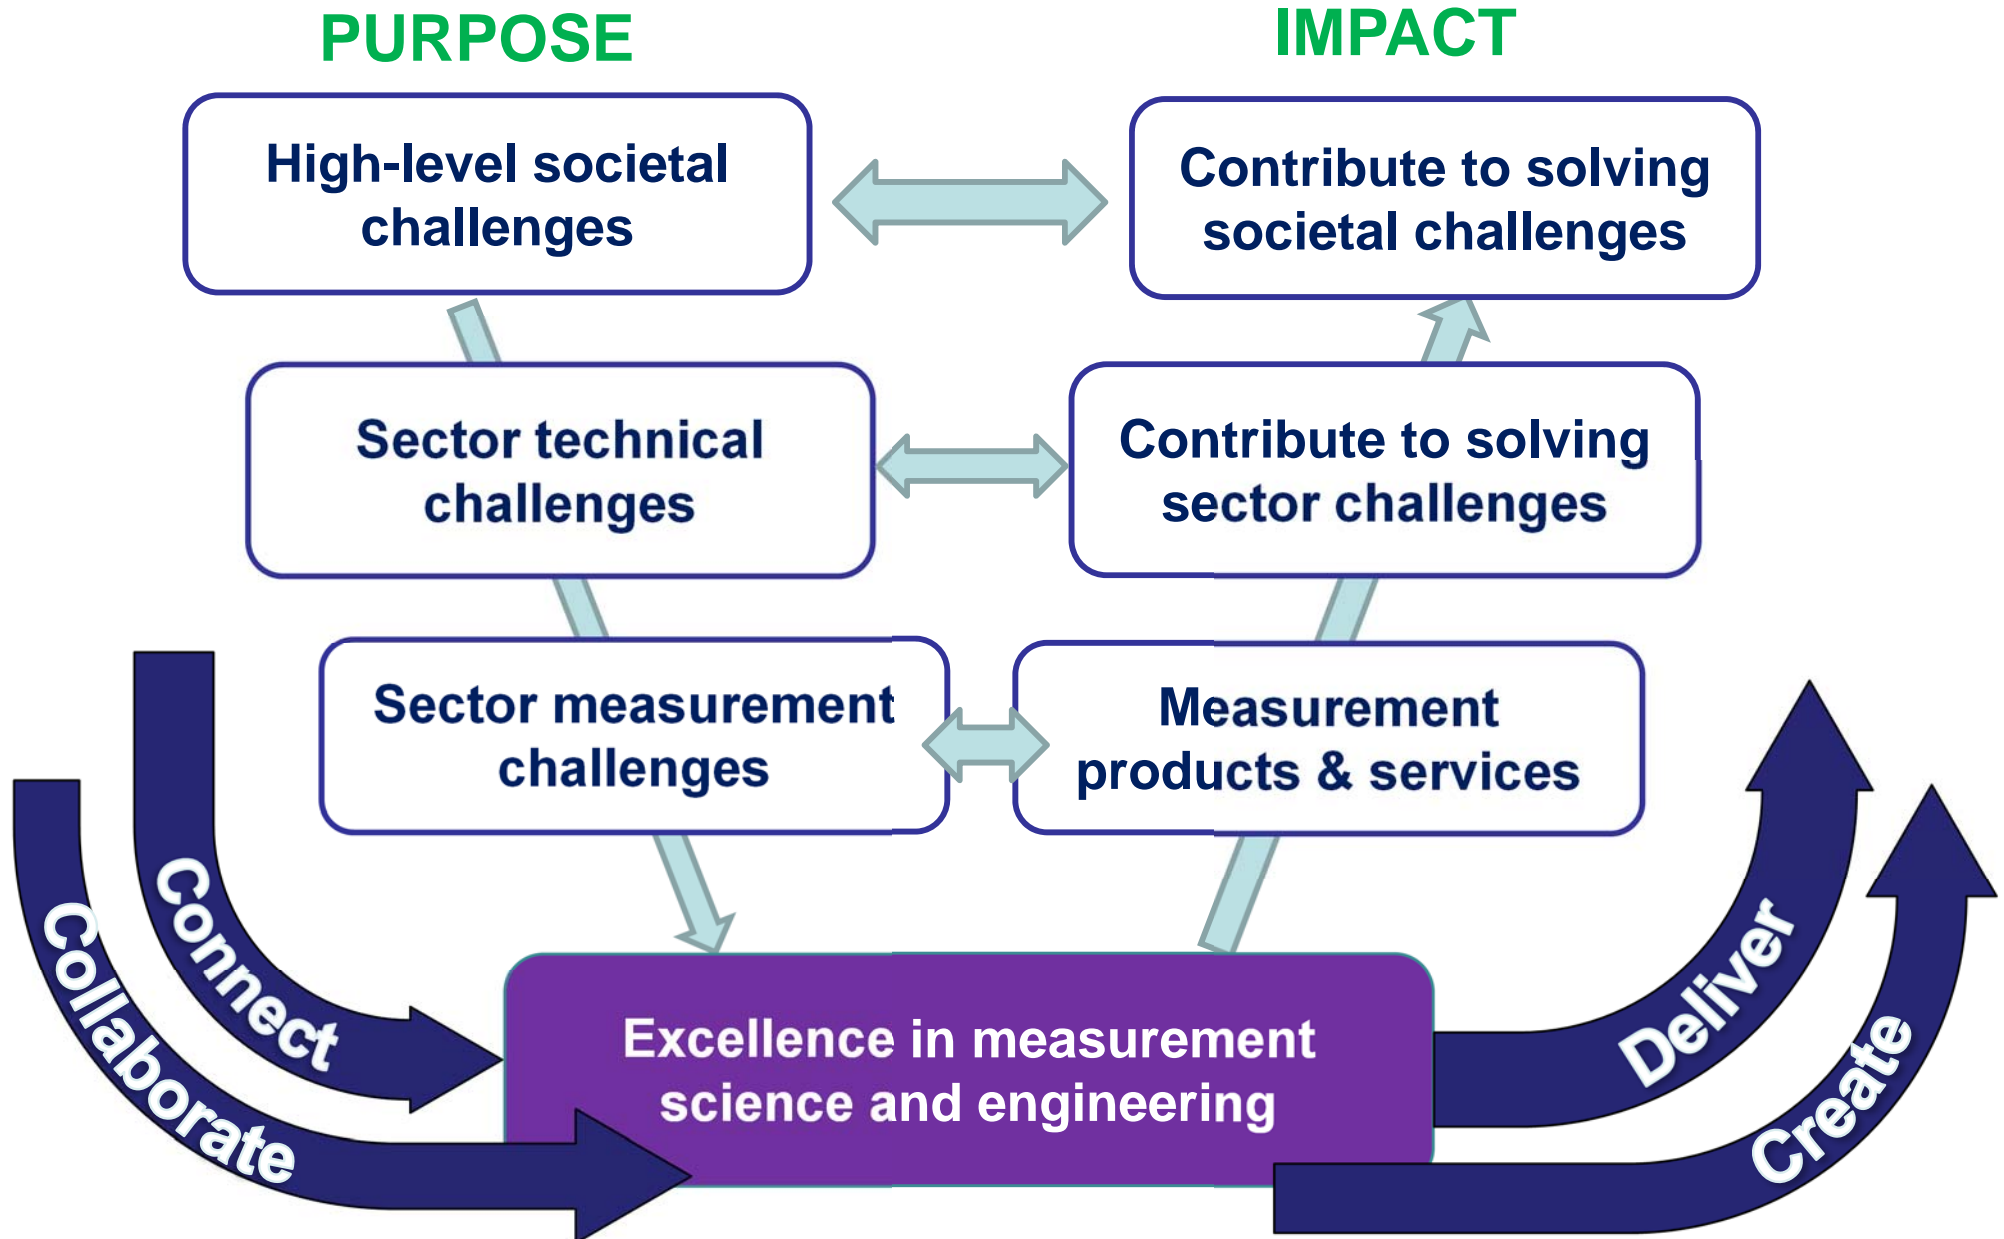 PURPOSE
IMPACT
High-level societal
challenges
Contribute to solving
societal challenges
Sector technical
challenges
Contribute to solving
sector challenges
Sector measurement
challenges
Measurement
products & services
Connect
Collaborate
Excellence in measurement
science and engineering
Deliver
Create